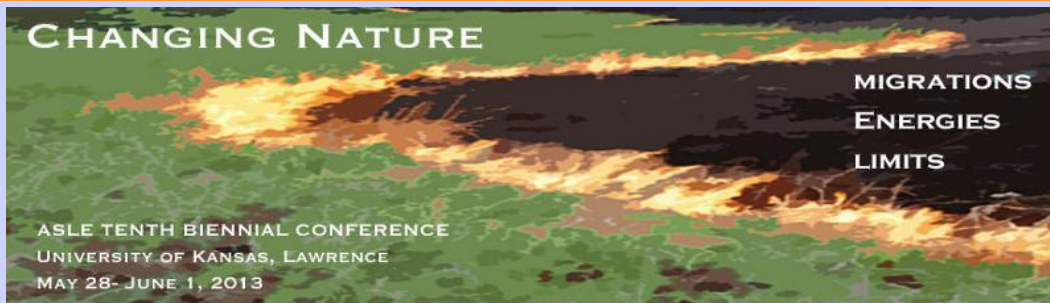 CHANGING NATURE
MIGRATIONS
ENERGIES
LIMITS
ASLE TENTH BIENNIAL CONFERENCE
UNIVERSITY OF KANSAS, LAWRENCE
MAY 28- JUNE 1, 2013